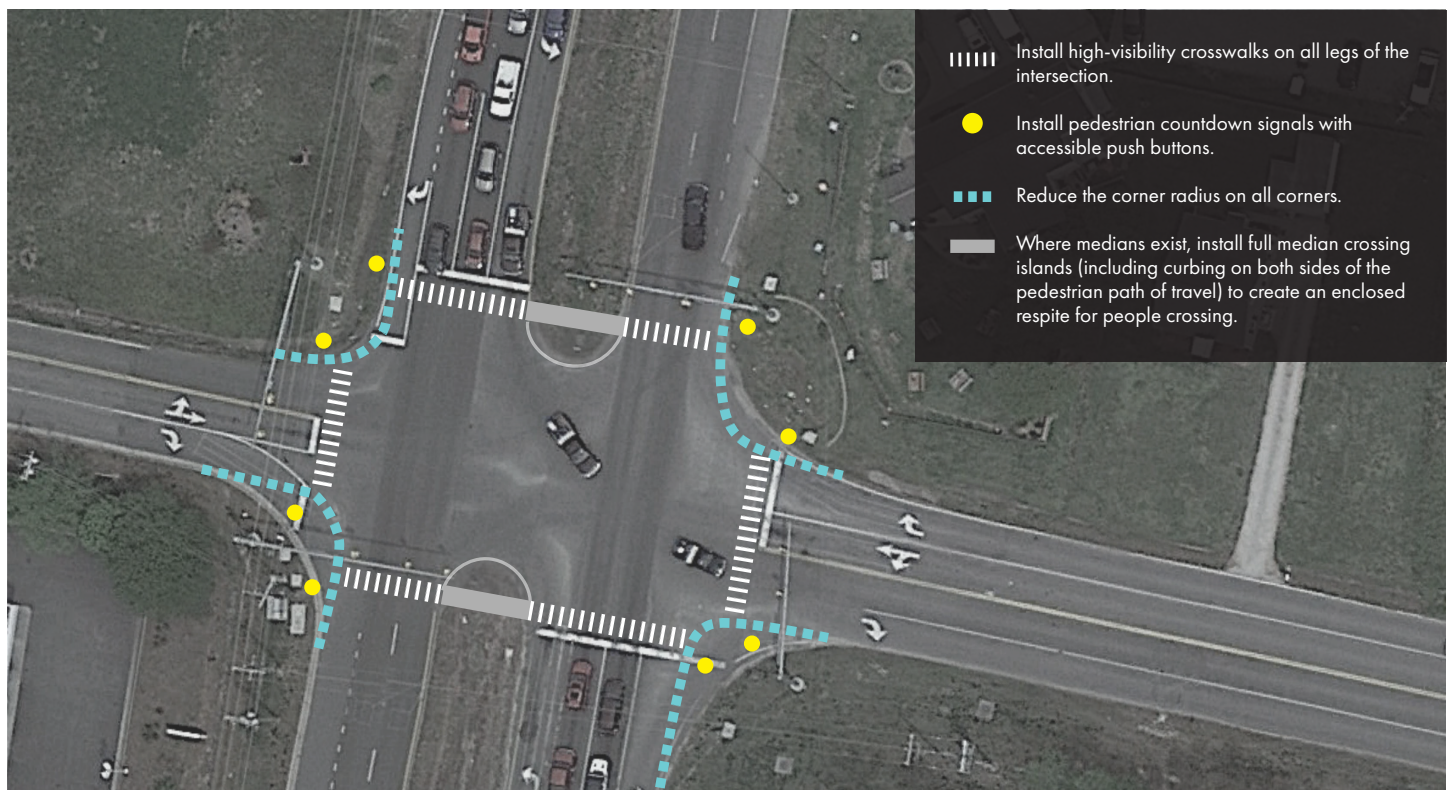 Install high-visibility crosswalks on all legs of the
intersection.
Install pedestrian countdown signals with
accessible push buttons.
Reduce the corner radius on all corners.
Where medians exist, install full median crossing
islands (including curbing on both sides of the
pedestrian path of travel) to create an enclosed
respite for people crossing.